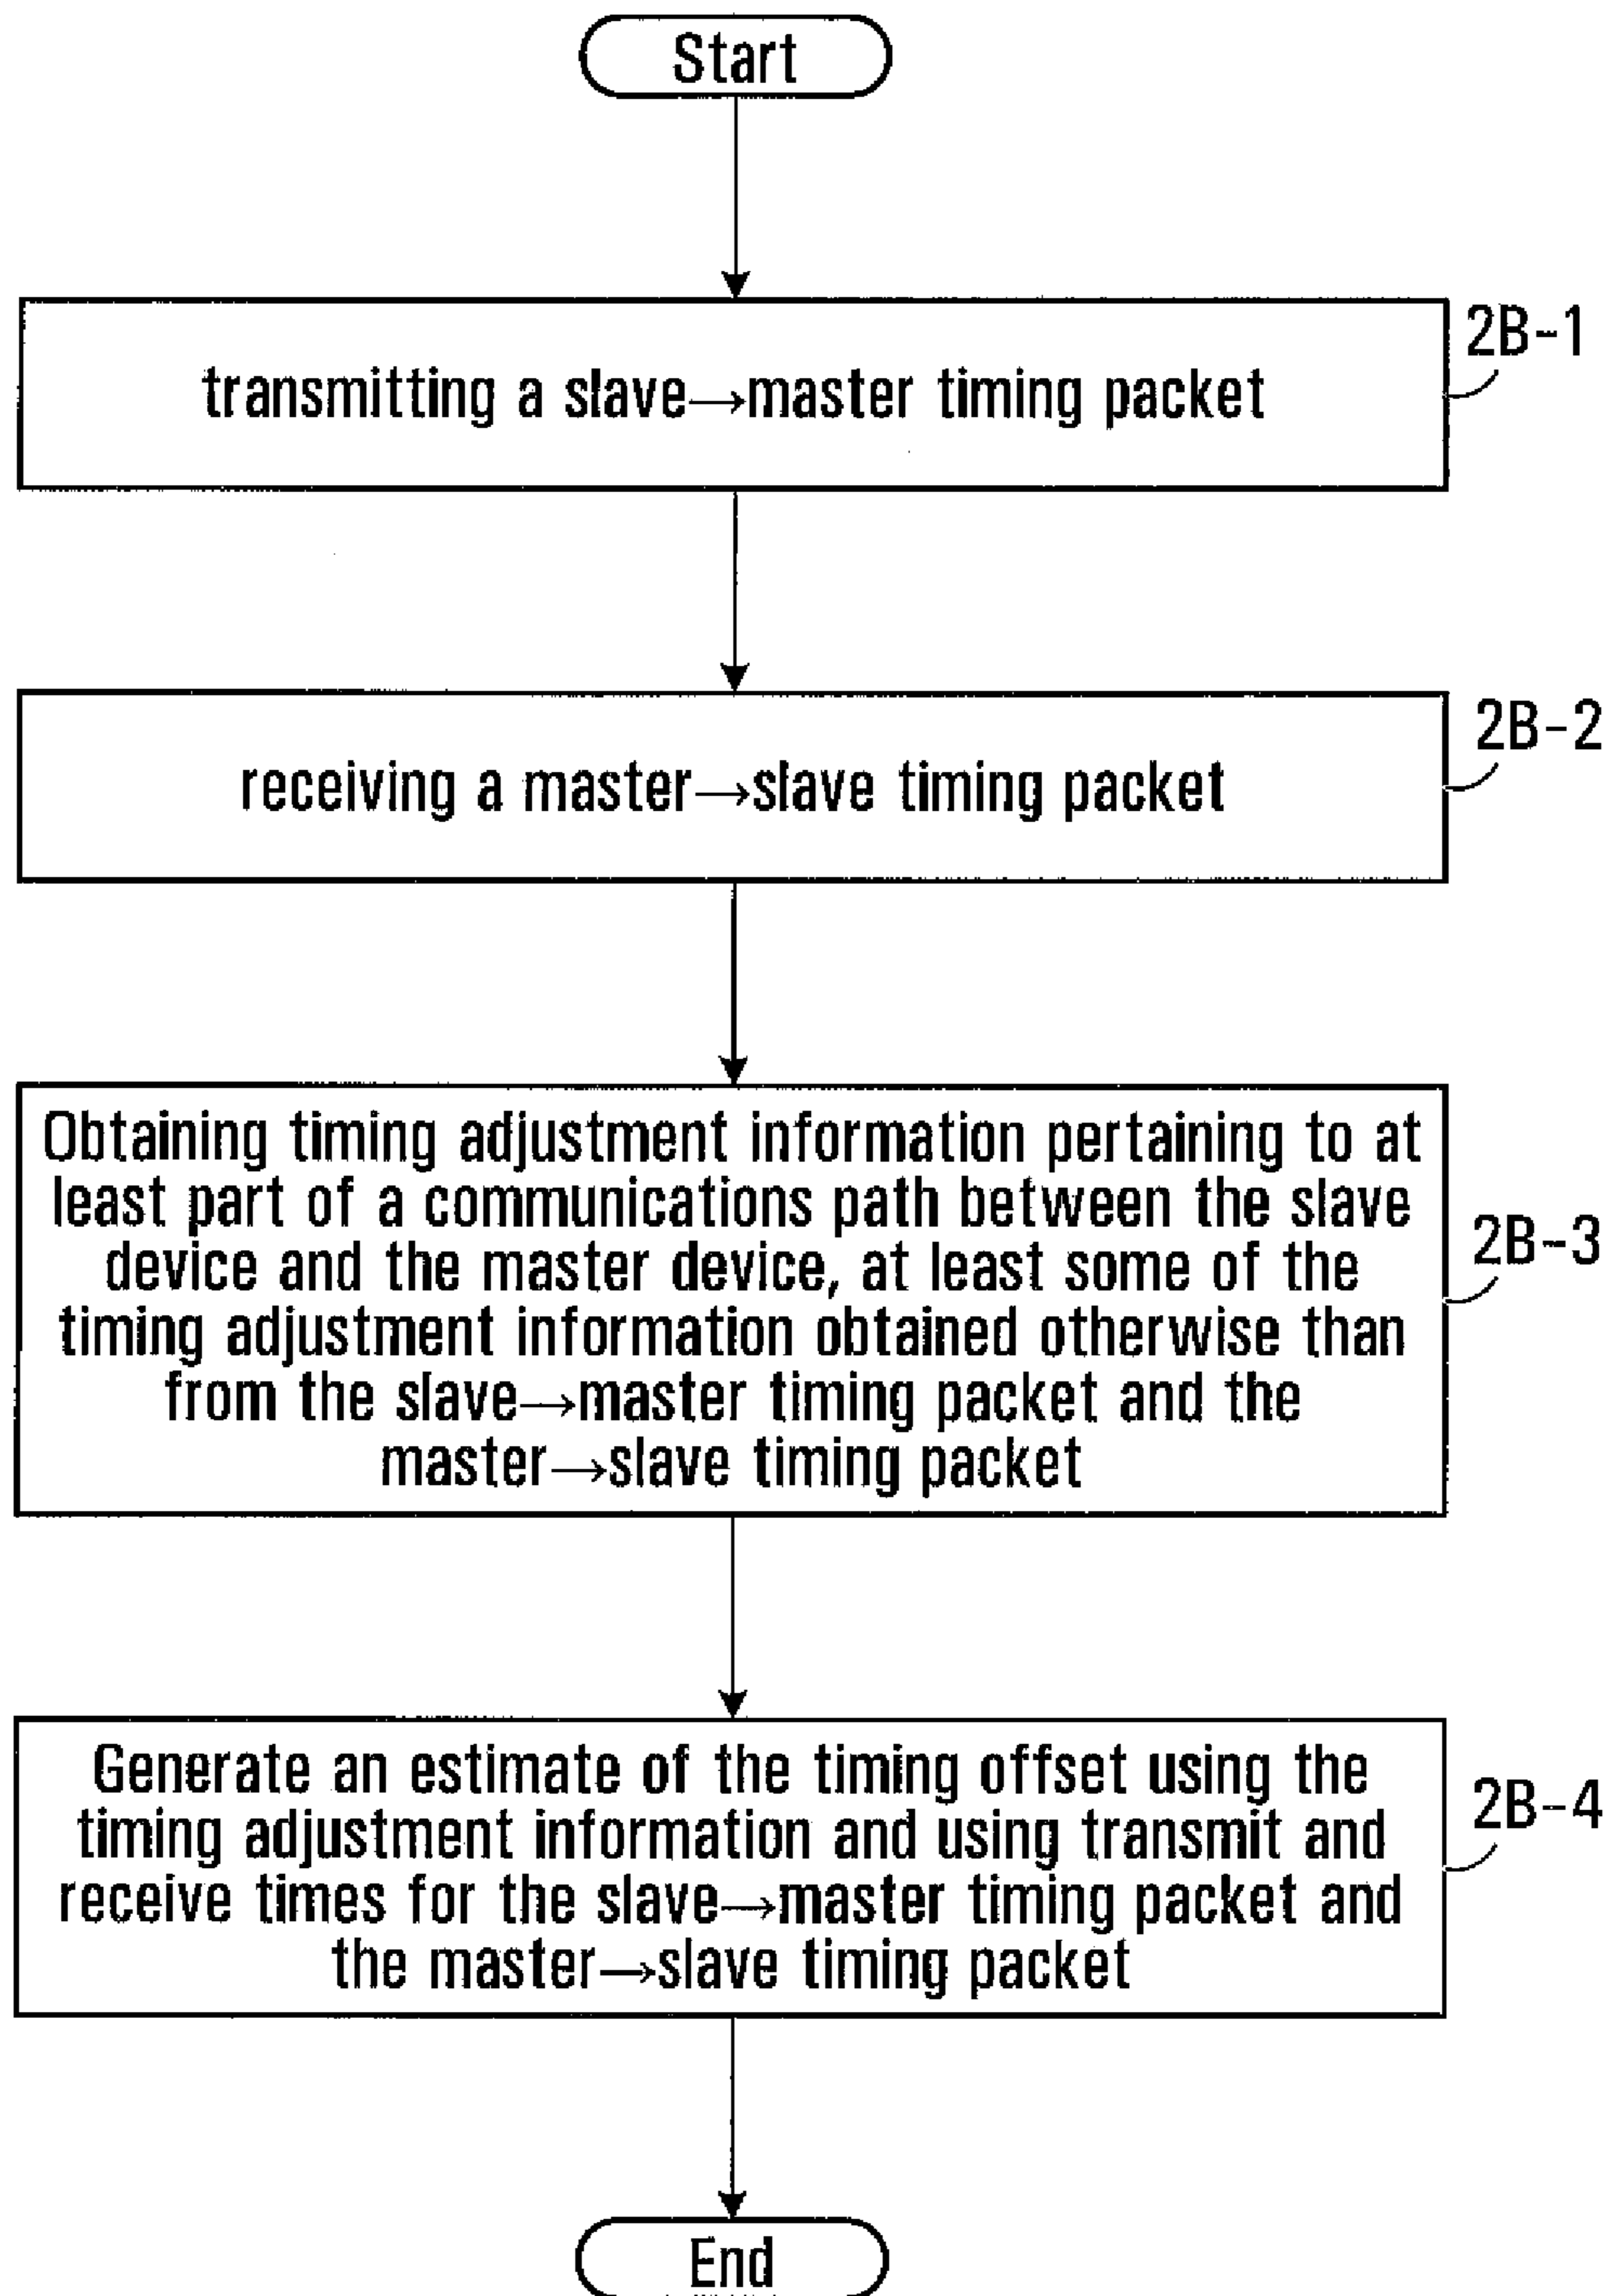 Start
transmitting a slave→master timing packet
2B-1
receiving a master→slave timing packet
2B-2
Obtaining timing adjustment information pertaining to at
least part of a communications path between the slave
device and the master device, at least some of the
timing adjustment information obtained otherwise than
from the slave→master timing packet and the
master→slave timing packet
2B-3
Generate an estimate of the timing offset using the
timing adjustment information and using transmit and
receive times for the slave→master timing packet and
the master→slave timing packet
2B-4
End